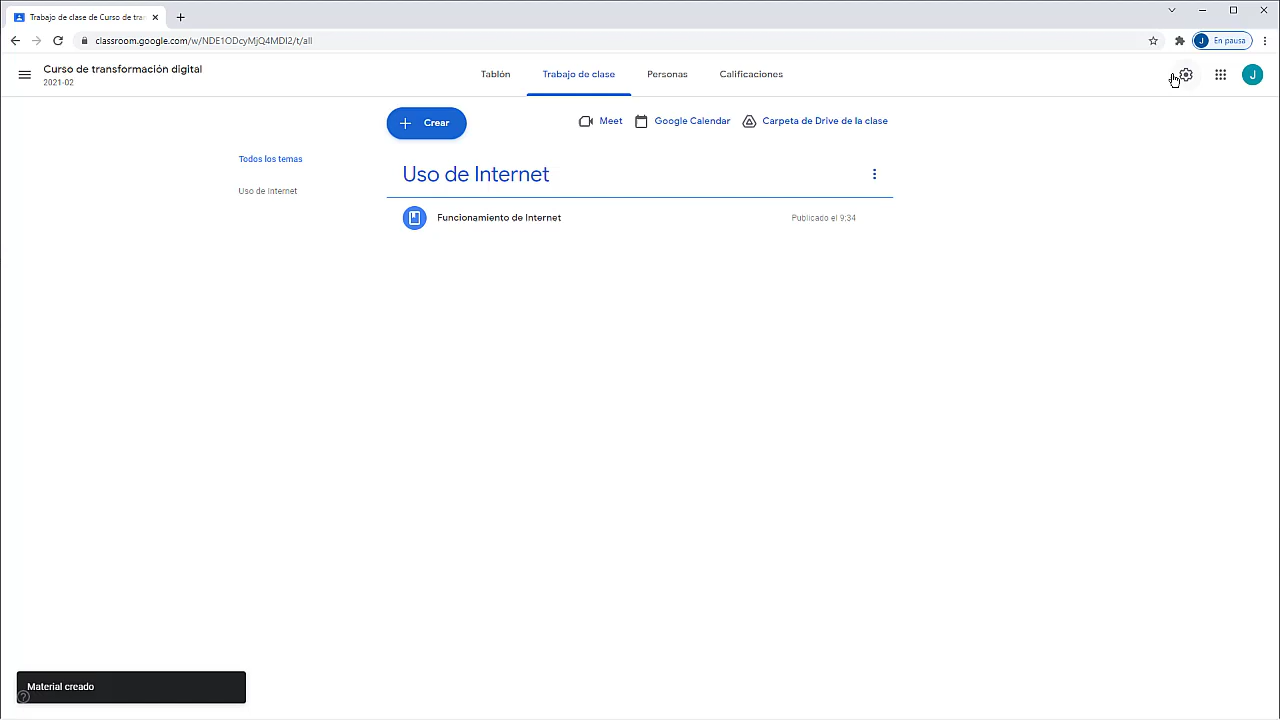 Trabajo de clase de Curso de tra
classroom.google.com/w/NDE1ODcyMjQ4MDI2/t/all
J En pausa
Curso de transformación digital
2021-02
Tablón
Trabajo de clase
Personas
Calificaciones
J
Crear
Meet
Google Calendar
Carpeta de Drive de la clase
Todos los temas
Uso de Internet
Uso de Internet
Funcionamiento de Internet
Publicado el 9:34
Material creado